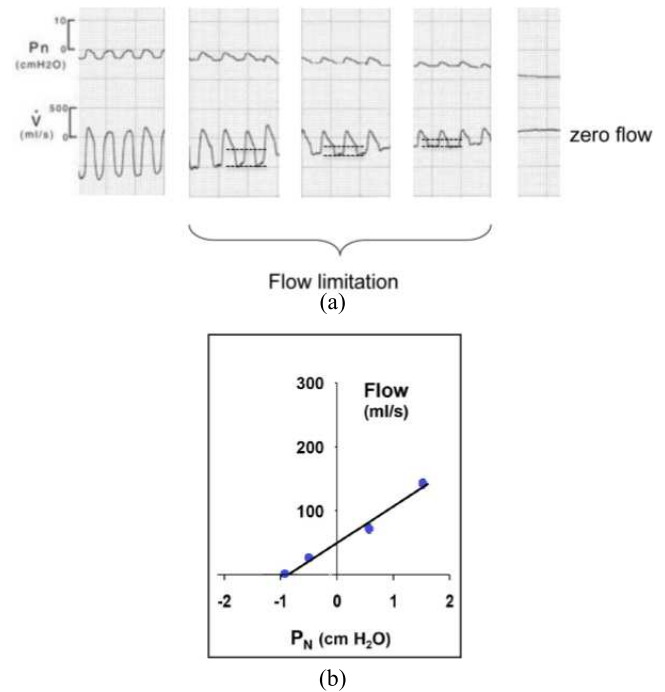 10
Pn
0
(cmH2O)
500
V̇
0
(ml/s)
zero flow
Flow limitation
(a)
300
Flow
(ml/s)
200
100
-2 -1 0 1 2
PN (cm H2O)
(b)